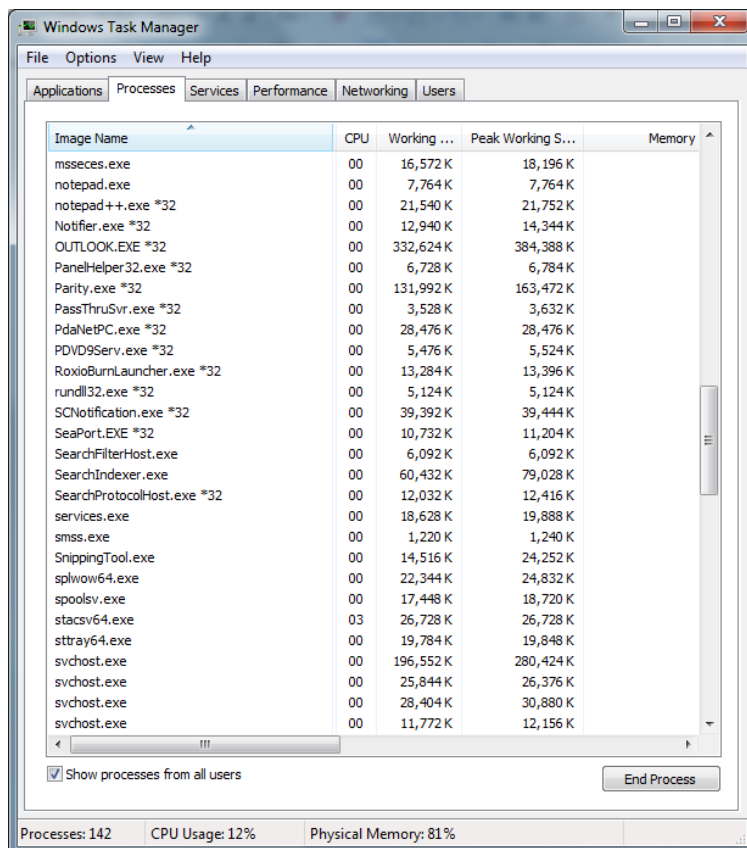 Windows Task Manager
File Options View Help
Applications Processes Services Performance Networking Users
Image Name CPU Working ... Peak Working S... Memory
msseces.exe 00 16,572 K 18,196 K
notepad.exe 00 7,764 K 7,764 K
notepad++.exe *32 00 21,540 K 21,752 K
Notifier.exe *32 00 12,940 K 14,344 K
OUTLOOK.EXE *32 00 332,624 K 384,388 K
PanelHelper32.exe *32 00 6,728 K 6,784 K
Parity.exe *32 00 131,992 K 163,472 K
PassThruSvr.exe *32 00 3,528 K 3,632 K
PdaNetPC.exe *32 00 28,476 K 28,476 K
PDVD9Serv.exe *32 00 5,476 K 5,524 K
RoxioBurnLauncher.exe *32 00 13,284 K 13,396 K
rundll32.exe *32 00 5,124 K 5,124 K
SCNotification.exe *32 00 39,392 K 39,444 K
SeaPort.EXE *32 00 10,732 K 11,204 K
SearchFilterHost.exe 00 6,092 K 6,092 K
SearchIndexer.exe 00 60,432 K 79,028 K
SearchProtocolHost.exe *32 00 12,032 K 12,416 K
services.exe 00 18,628 K 19,888 K
smss.exe 00 1,220 K 1,240 K
SnippingTool.exe 00 14,516 K 24,252 K
splwow64.exe 00 22,344 K 24,832 K
spoolsv.exe 00 17,448 K 18,720 K
stacsv64.exe 03 26,728 K 26,728 K
sttray64.exe 00 19,784 K 19,848 K
svchost.exe 00 196,552 K 280,424 K
svchost.exe 00 25,844 K 26,376 K
svchost.exe 00 28,404 K 30,880 K
svchost.exe 00 11,772 K 12,156 K
Show processes from all users End Process
Processes: 142 CPU Usage: 12% Physical Memory: 81%